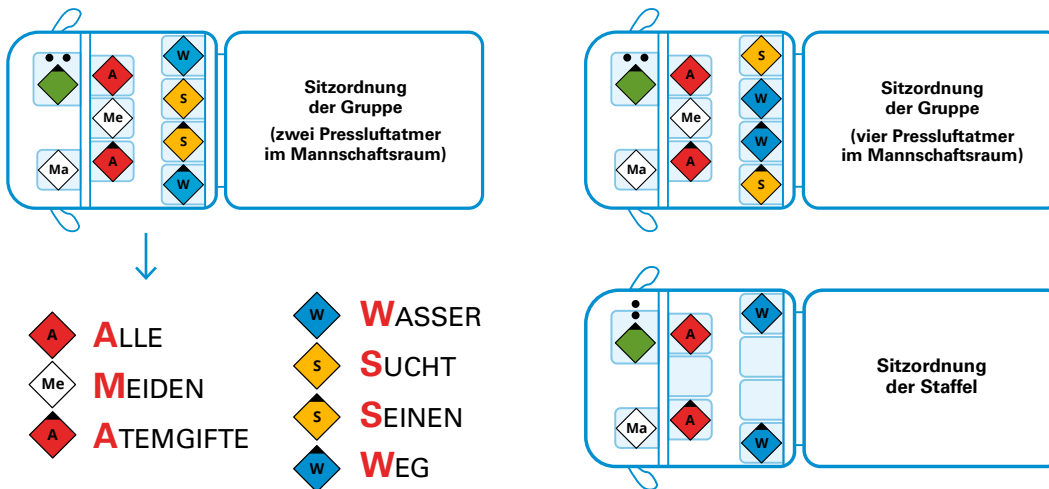 A
Me
A
Ma
W
S
S
W
Sitzordnung
der Gruppe
(zwei Pressluftatmer
im Mannschaftsraum)
A
Me
A
Ma
S
W
W
S
Sitzordnung
der Gruppe
(vier Pressluftatmer
im Mannschaftsraum)
A ALLE
Me MEIDEN
A ATEMGIFTE
W WASSER
S SUCHT
S SEINEN
W WEG
A
A
Ma
W
W
Sitzordnung
der Staffel